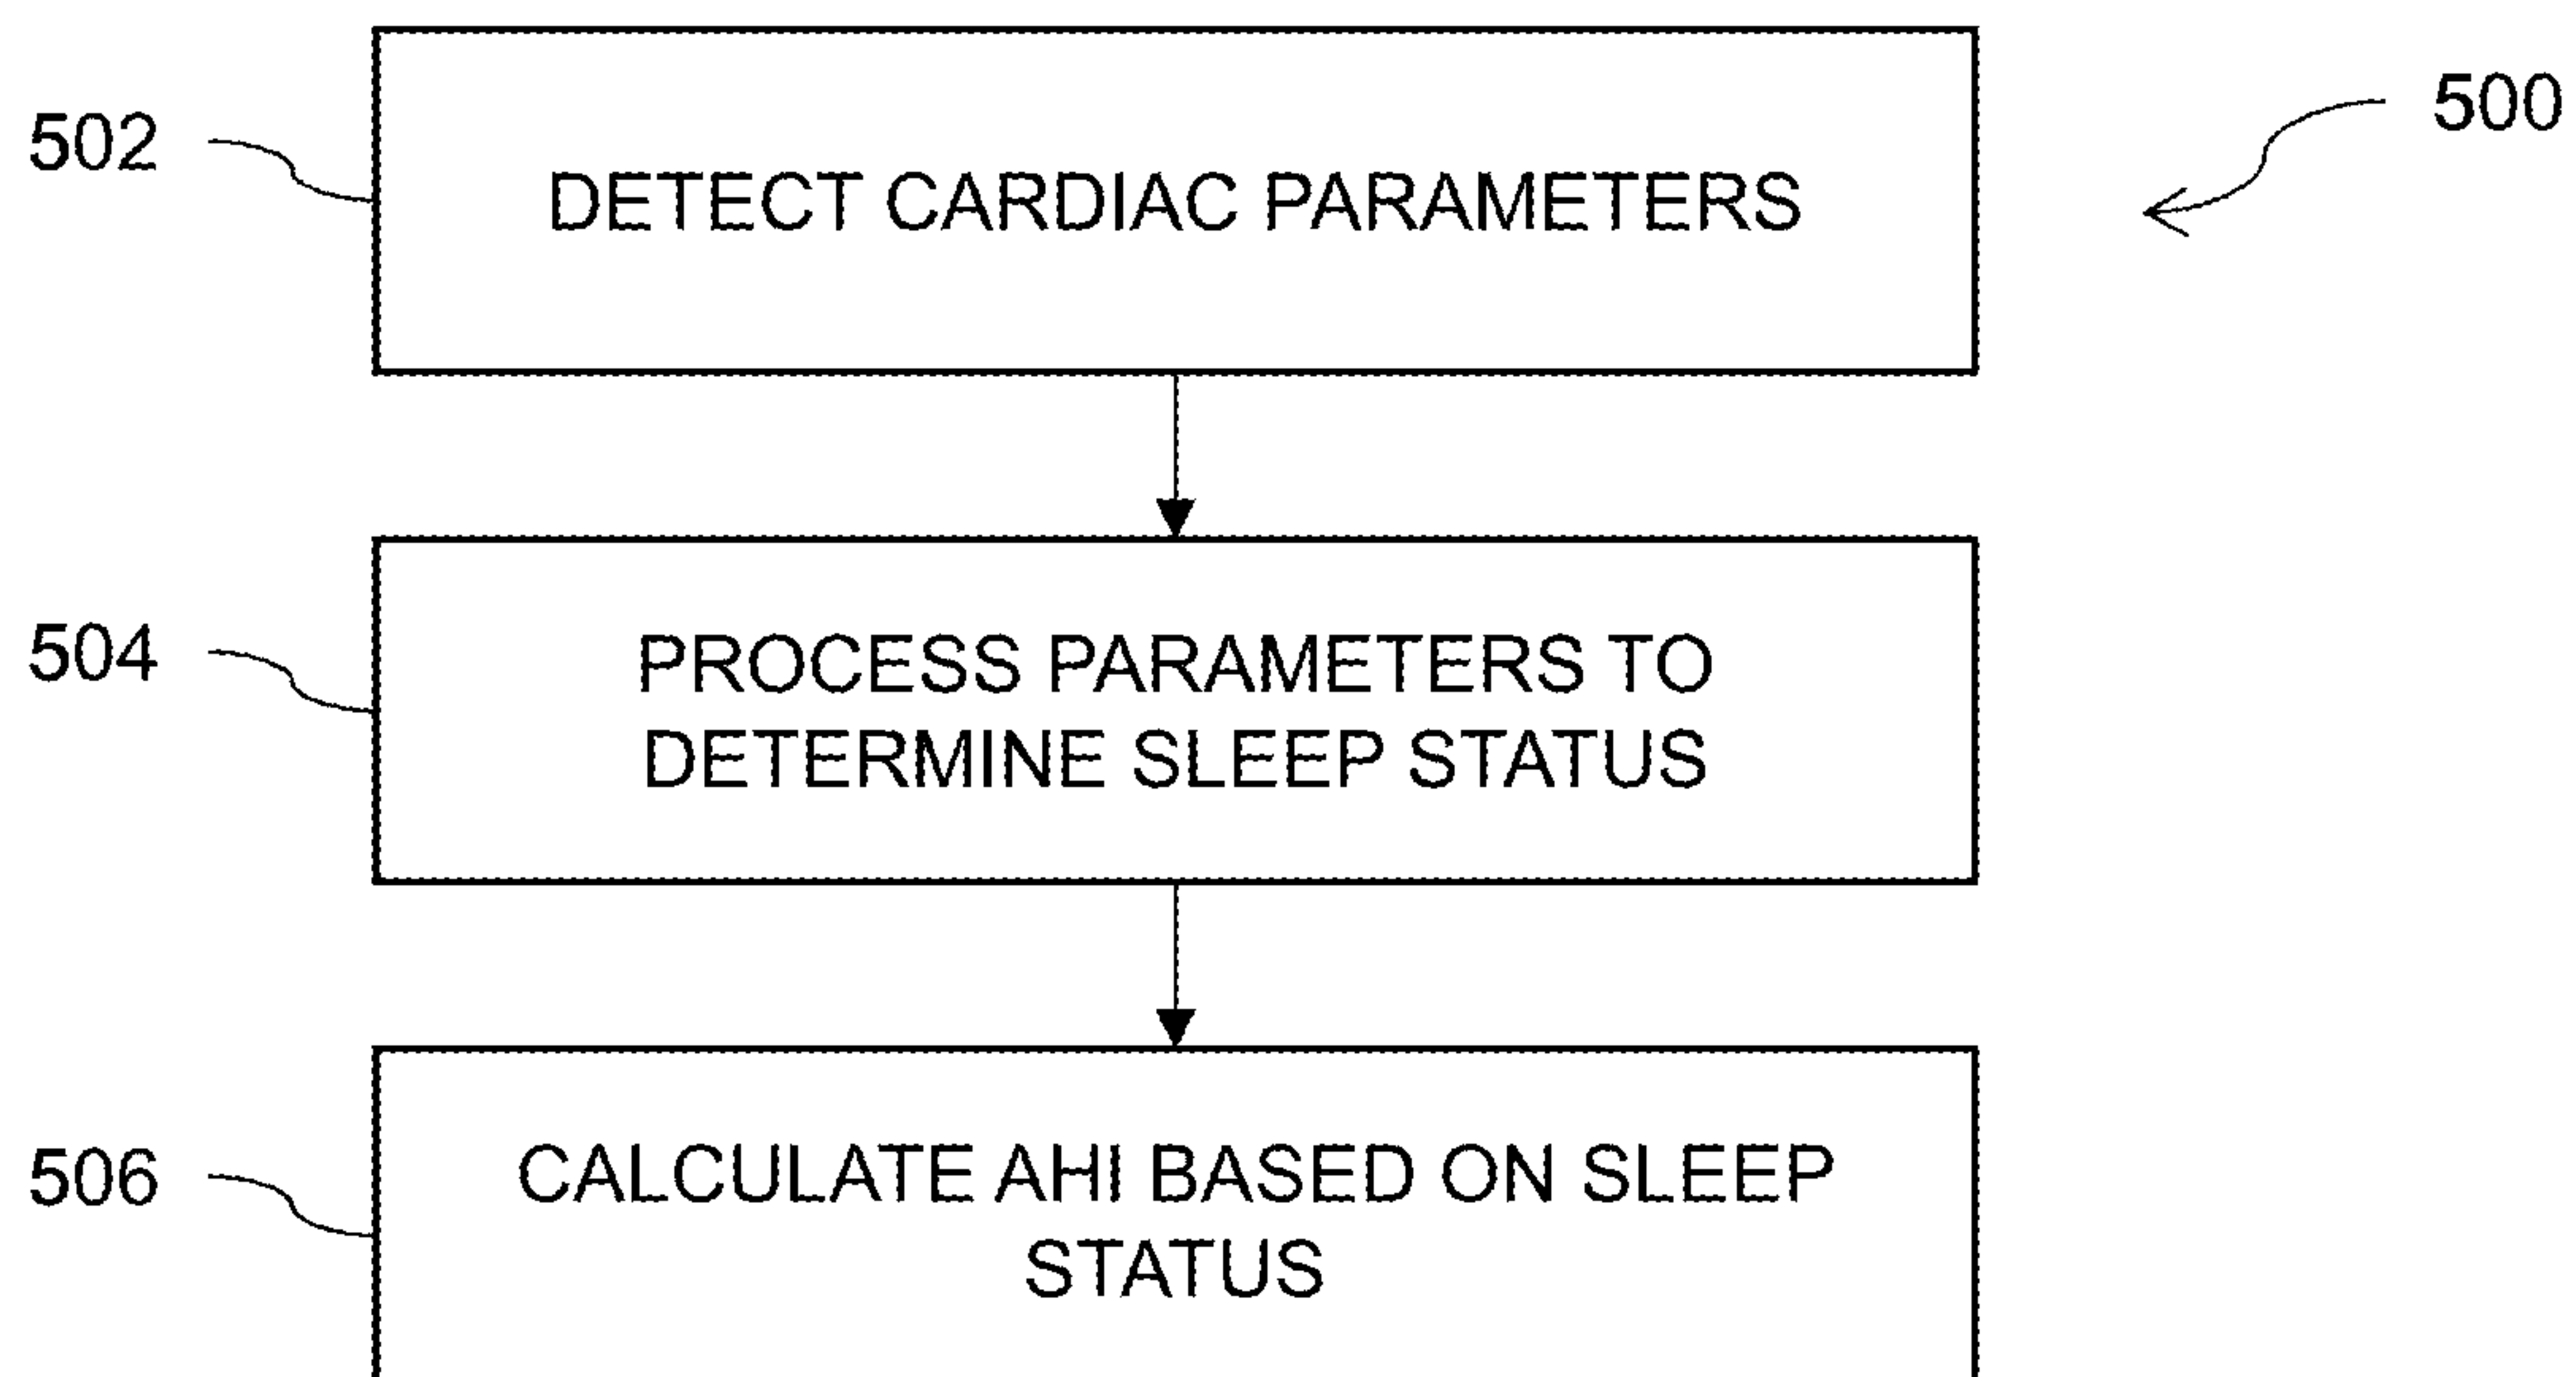 500
502
DETECT CARDIAC PARAMETERS
504
PROCESS PARAMETERS TO
DETERMINE SLEEP STATUS
506
CALCULATE AHI BASED ON SLEEP
STATUS